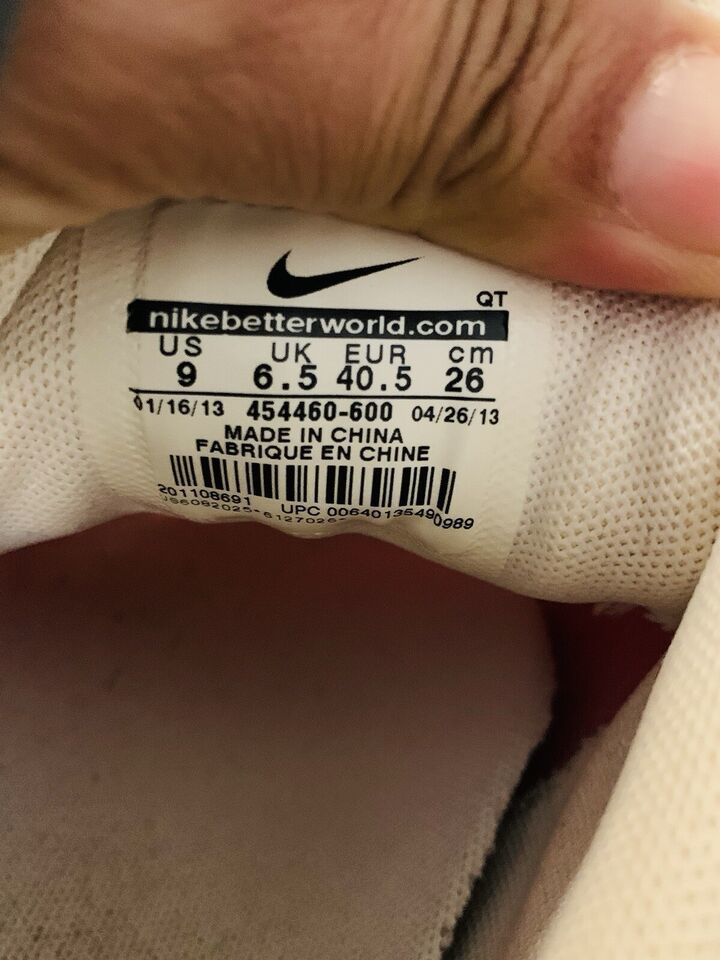 QT
nikebetterworld.com
US UK EUR cm
9 6.5 40.5 26
01/16/13 454460-600 04/26/13
MADE IN CHINA
FABRIQUE EN CHINE
201108691 UPC 00640135490989